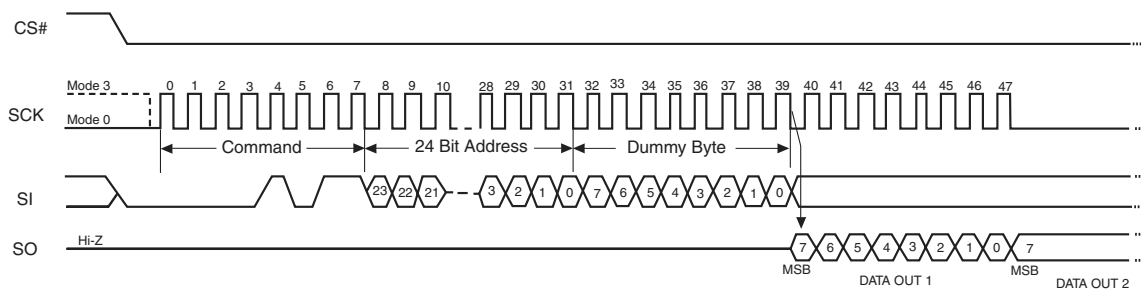 CS#
Mode 3
0 1 2 3 4 5 6 7 8 9 10 28 29 30 31 32 33 34 35 36 37 38 39 40 41 42 43 44 45 46 47
SCK
Mode 0
Command 24 Bit Address Dummy Byte
SI 23 22 21 3 2 1 0 7 6 5 4 3 2 1 0
SO Hi-Z 7 6 5 4 3 2 1 0 7
MSB DATA OUT 1 MSB DATA OUT 2